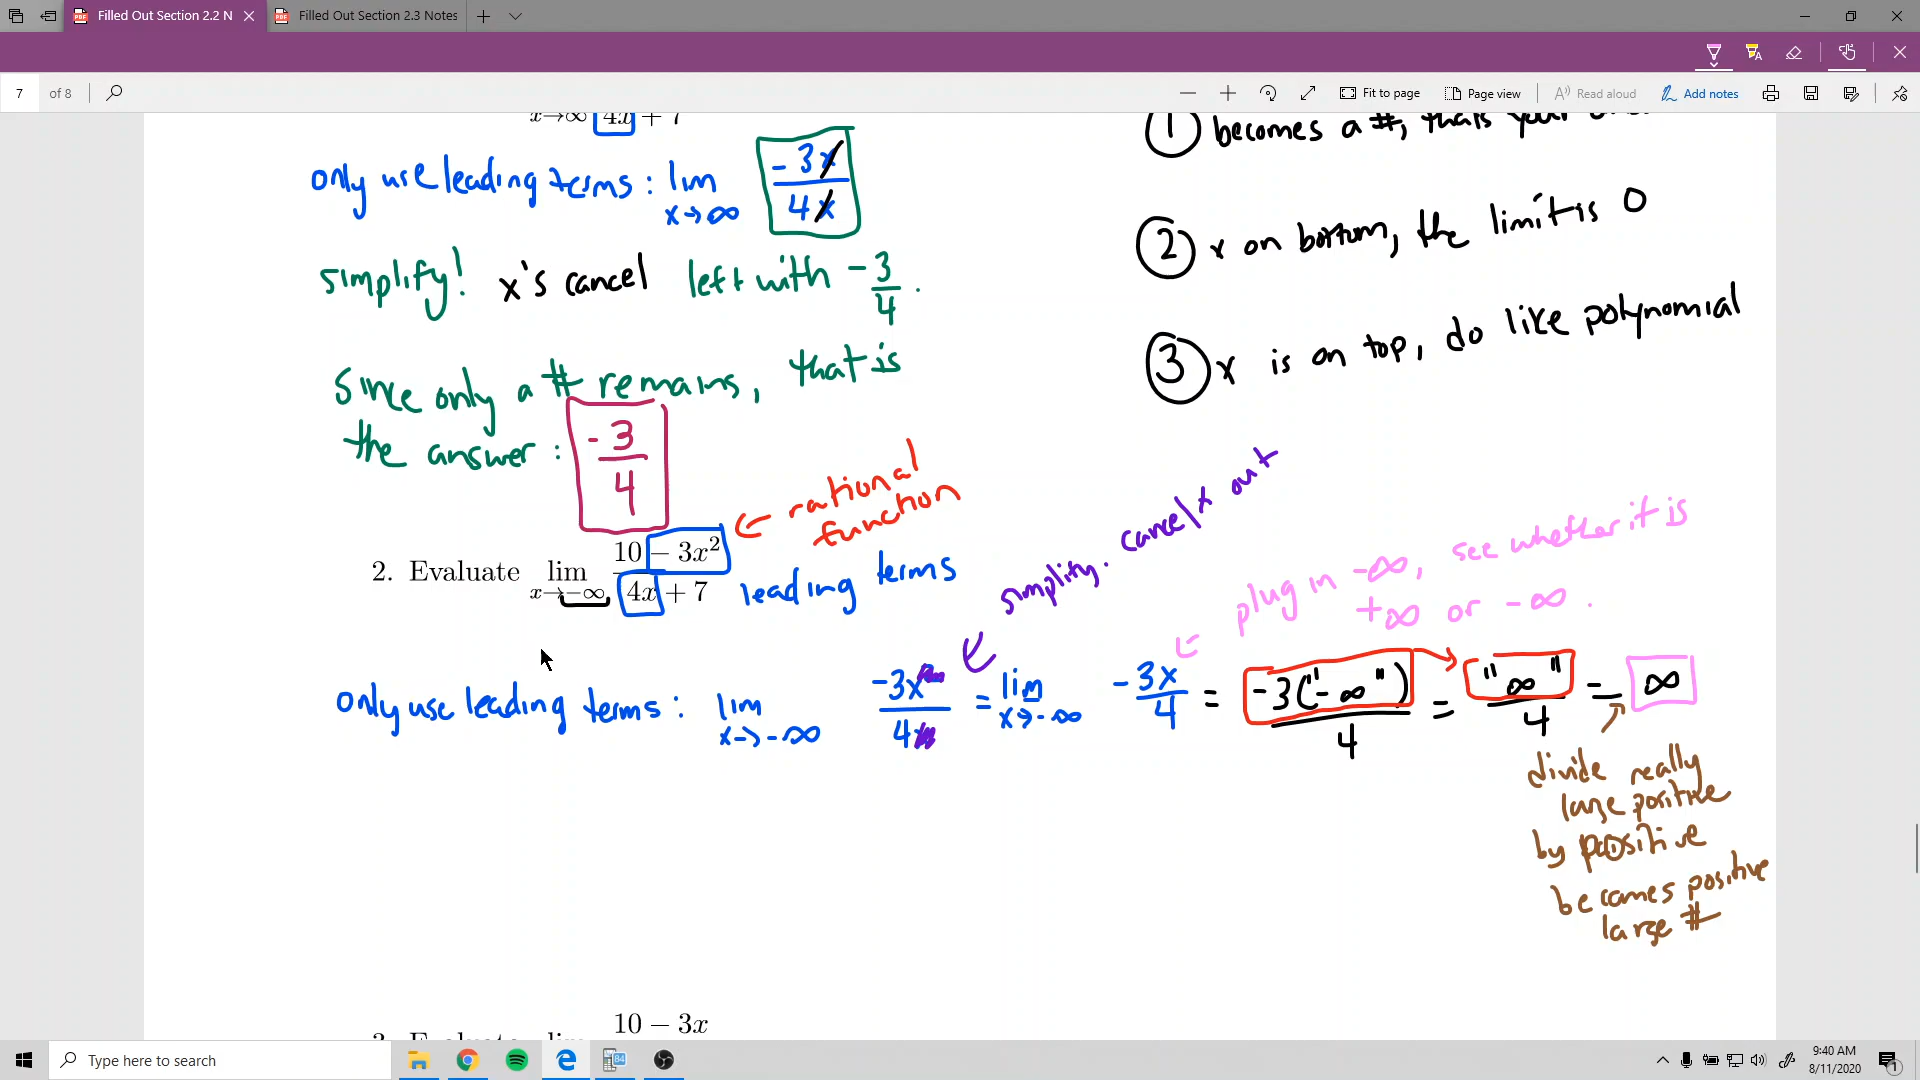 Filled Out Section 2.2 N
Filled Out Section 2.3 Notes
7 of 8
Fit to page
Page view
Read aloud
Add notes
x→∞ 4x + 7
only use leading terms : lim x→∞ -3x/4x
simplify! x's cancel left with -3/4 .
Since only a # remains, that is
the answer : -3/4
① becomes a #, that's your
② x on bottom, the limit is 0
③ x is on top, do like polynomial
← rational
function
2. Evaluate lim x→−∞ (10 − 3x²)/(4x + 7)
leading terms
simplify. cancel x out
plug in -∞, see whether it is
+∞ or -∞ .
only use leading terms : lim x→-∞ -3x/4 = lim x→-∞ -3x/4 = -3("-∞")/4 = "∞"/4 = ∞
divide really
large positive
by positive
becomes positive
large #
10 − 3x
Type here to search
9:40 AM
8/11/2020